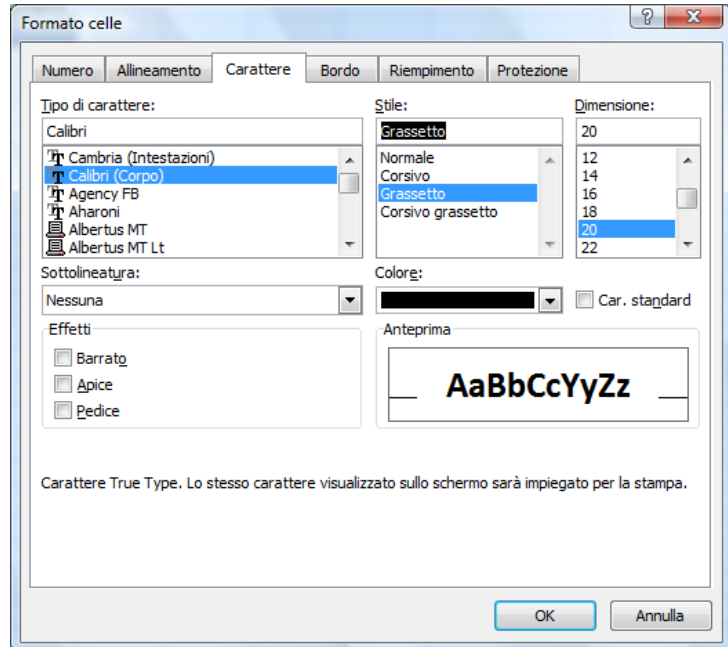 Formato celle
Numero Allineamento Carattere Bordo Riempimento Protezione
Tipo di carattere: Stile: Dimensione:
Calibri Grassetto 20
Cambria (Intestazioni) Normale 12
Calibri (Corpo) Corsivo 14
Agency FB Grassetto 16
Aharoni Corsivo grassetto 18
Albertus MT 20
Albertus MT Lt 22
Sottolineatura: Colore:
Nessuna Car. standard
Effetti Anteprima
Barrato
Apice
Pedice
AaBbCcYyZz
Carattere True Type. Lo stesso carattere visualizzato sullo schermo sarà impiegato per la stampa.
OK Annulla